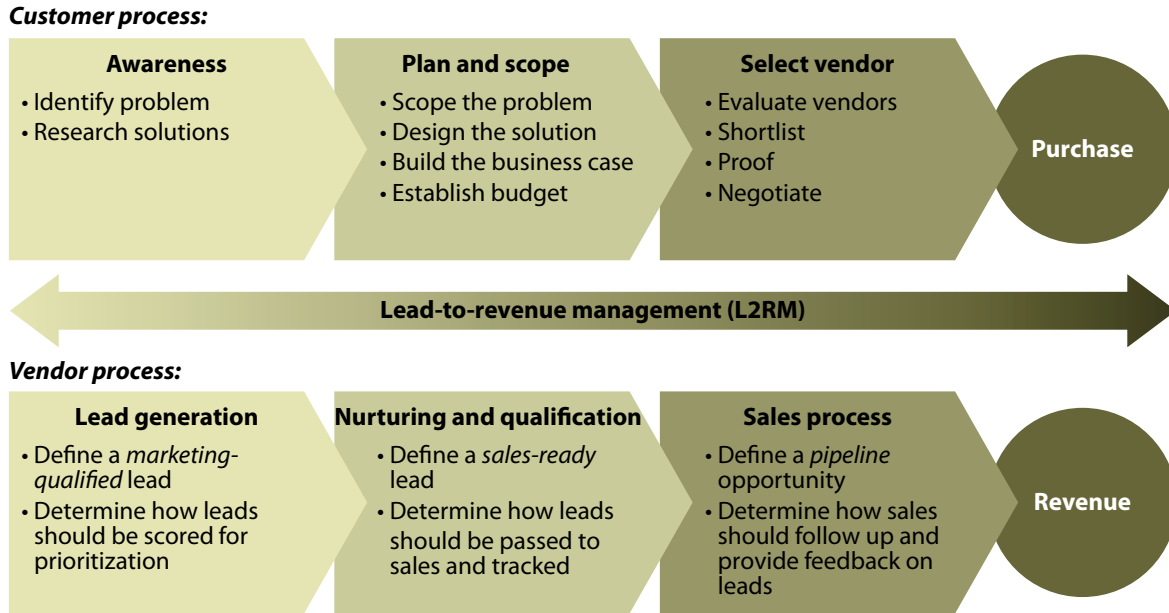 Customer process:
Awareness
• Identify problem
• Research solutions
Plan and scope
• Scope the problem
• Design the solution
• Build the business case
• Establish budget
Select vendor
• Evaluate vendors
• Shortlist
• Proof
• Negotiate
Purchase
Lead-to-revenue management (L2RM)
Vendor process:
Lead generation
• Define a marketing-
qualified lead
• Determine how leads
should be scored for
prioritization
Nurturing and qualification
• Define a sales-ready
lead
• Determine how leads
should be passed to
sales and tracked
Sales process
• Define a pipeline
opportunity
• Determine how sales
should follow up and
provide feedback on
leads
Revenue